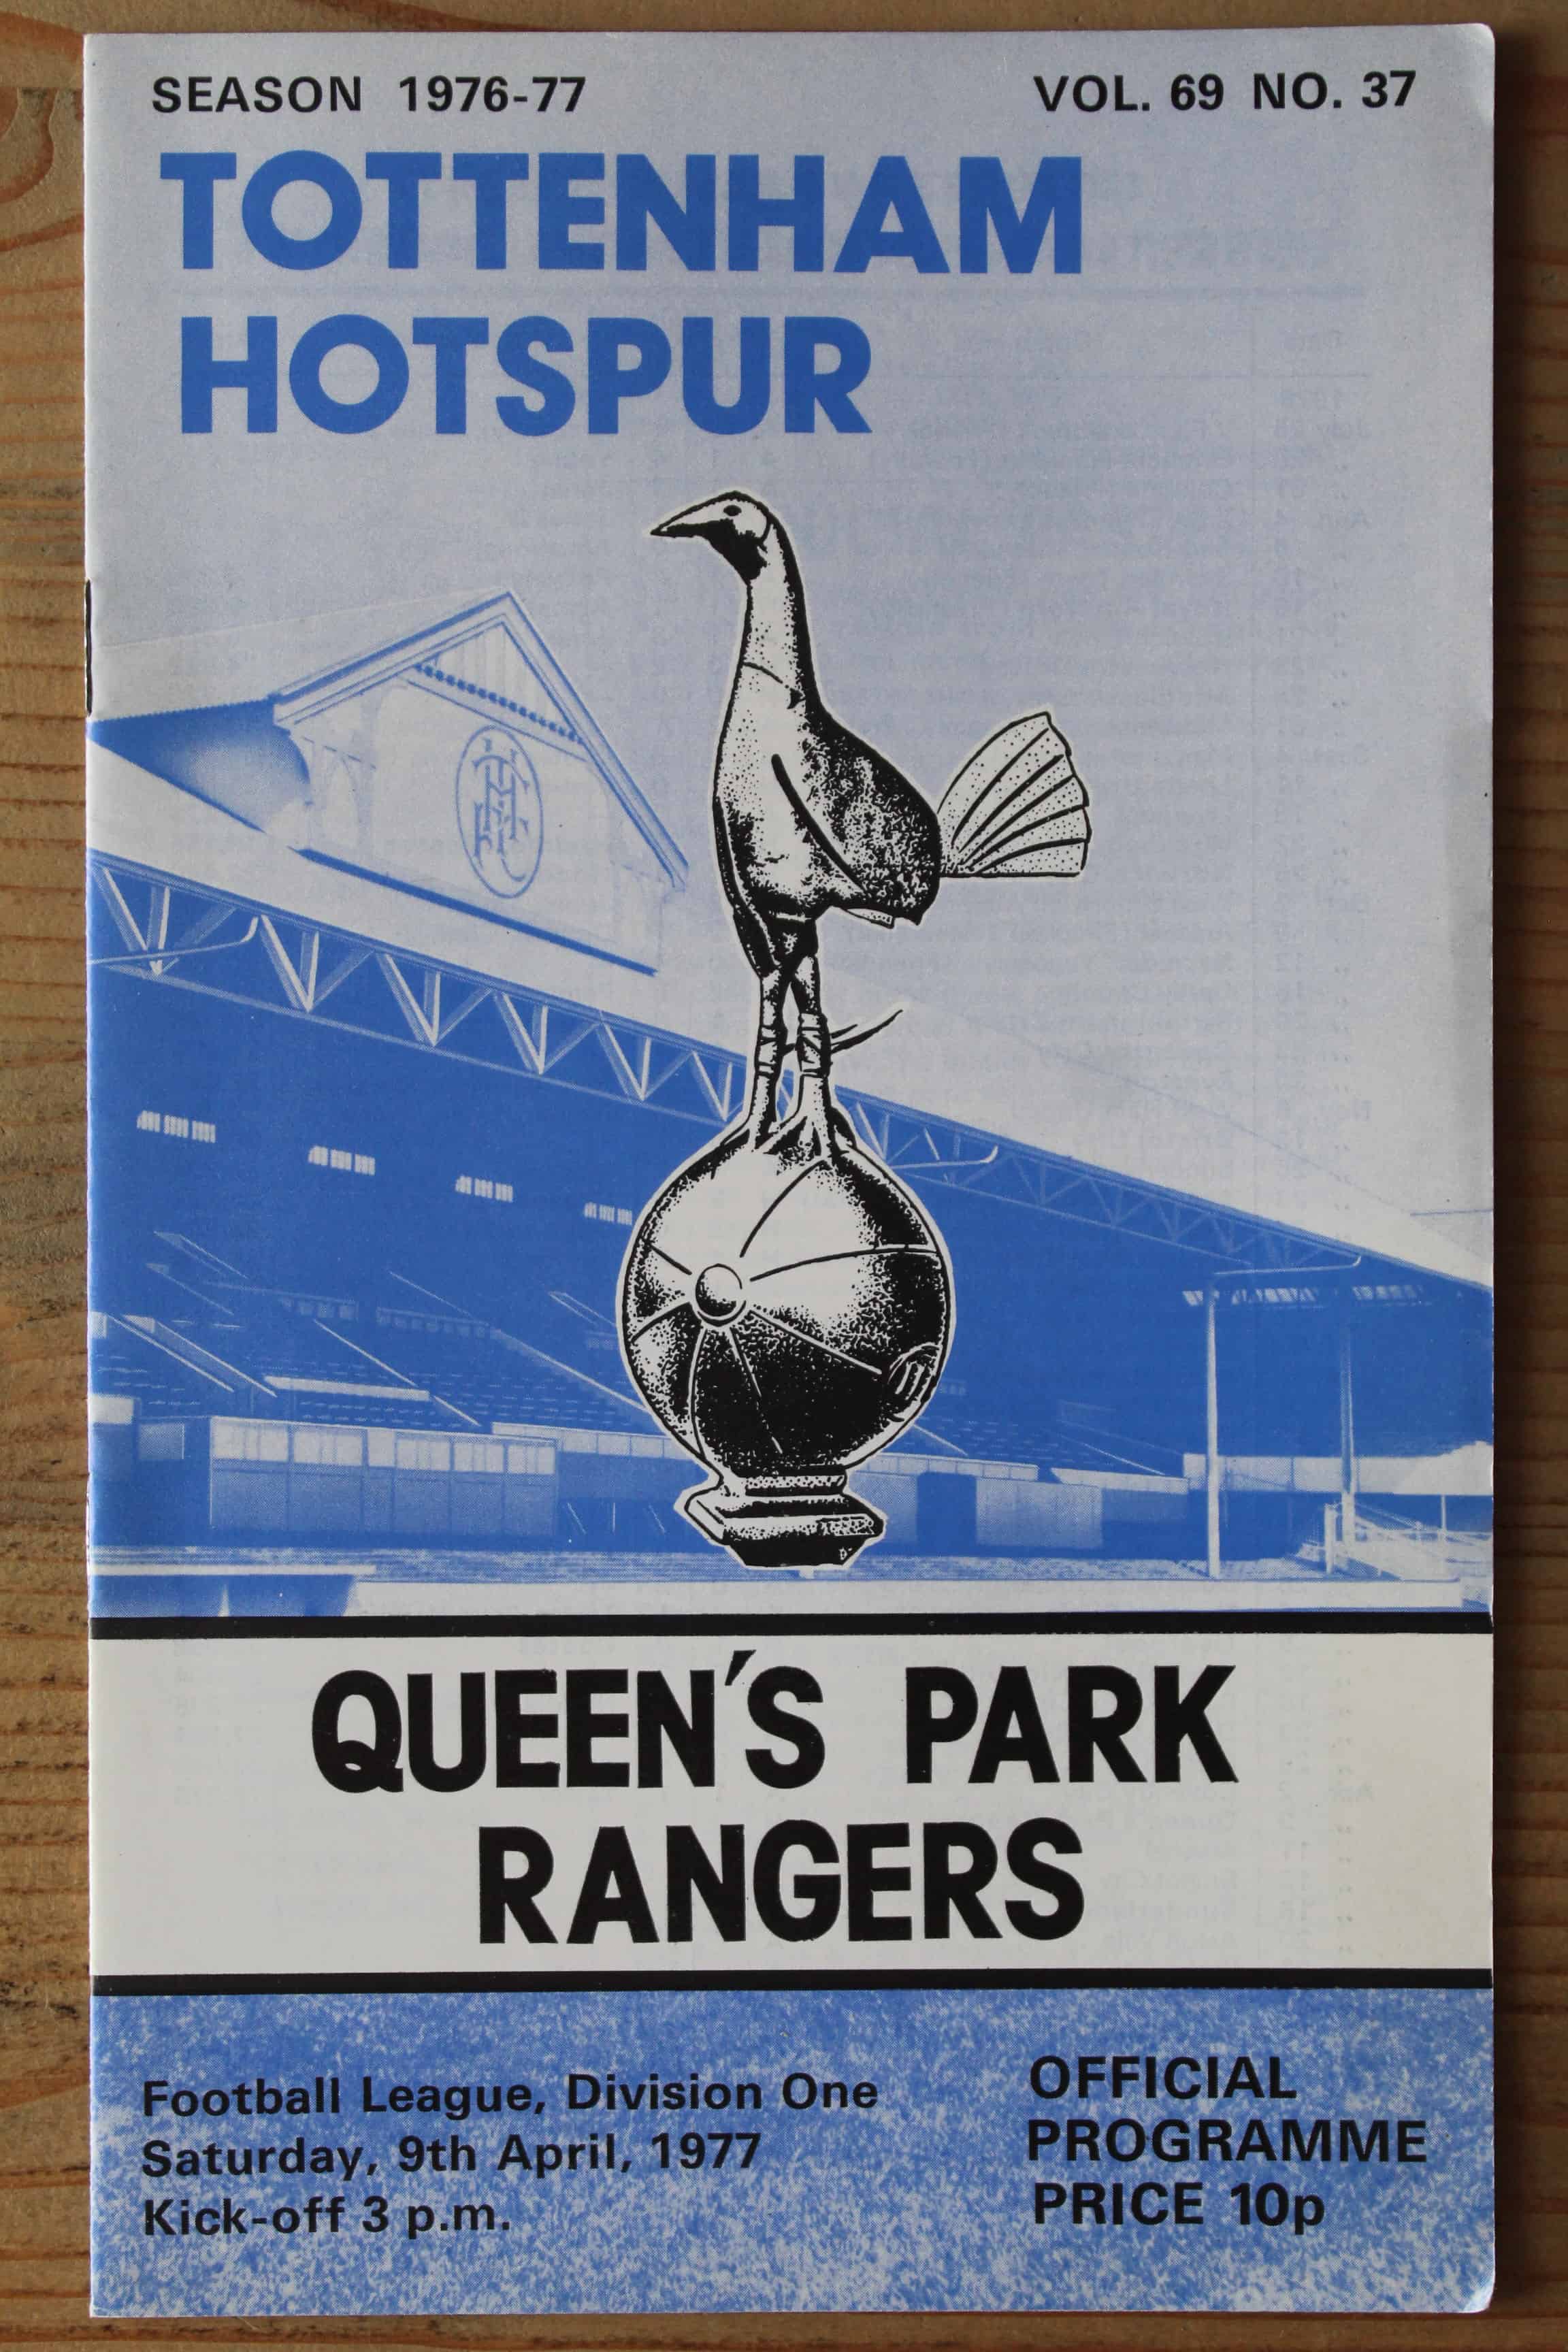 SEASON 1976-77 VOL. 69 NO. 37
TOTTENHAM
HOTSPUR
QUEEN'S PARK
RANGERS
Football League, Division One
Saturday, 9th April, 1977
Kick-off 3 p.m.
OFFICIAL
PROGRAMME
PRICE 10p